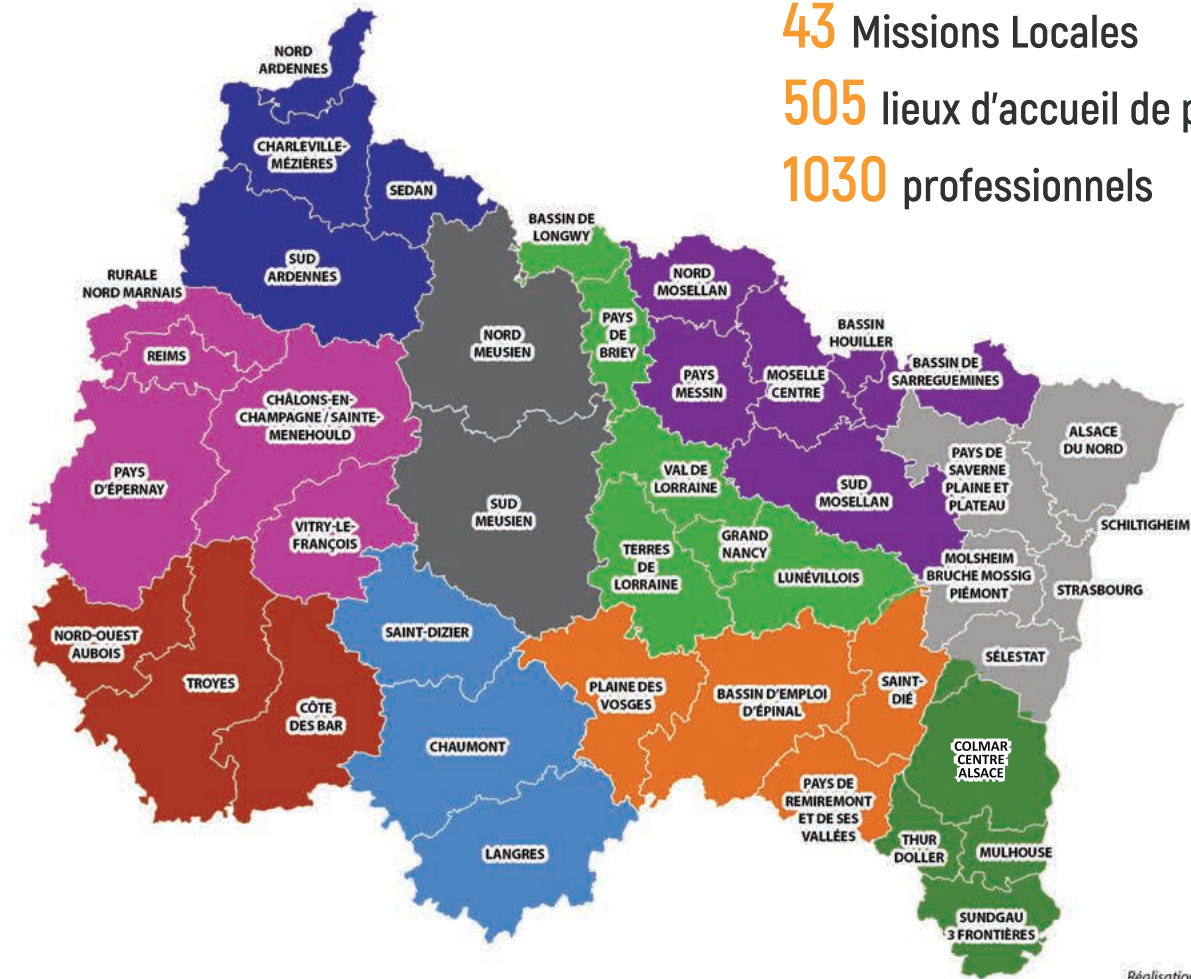 43 Missions Locales
505 lieux d'accueil de p
1030 professionnels
NORD
ARDENNES
CHARLEVILLE-
MÉZIÈRES
SEDAN
SUD
ARDENNES
BASSIN DE
LONGWY
RURALE
NORD MARNAIS
REIMS
NORD
MEUSIEN
PAYS
DE
BRIEY
NORD
MOSELLAN
BASSIN
HOUILLER
PAYS
MESSIN
MOSELLE
CENTRE
BASSIN DE
SARREGUEMINES
CHÂLONS-EN-
CHAMPAGNE / SAINTE-
MENEHOULD
ALSACE
DU NORD
PAYS
D'ÉPERNAY
VITRY-LE-
FRANÇOIS
SUD
MEUSIEN
VAL DE
LORRAINE
SUD
MOSELLAN
PAYS DE
SAVERNE
PLAINE ET
PLATEAU
SCHILTIGHEIM
TERRES
DE
LORRAINE
GRAND
NANCY
LUNÉVILLOIS
MOLSHEIM
BRUCHE MOSSIG
PIÉMONT
STRASBOURG
NORD-OUEST
AUBOIS
SAINT-DIZIER
SÉLESTAT
TROYES
CÔTE
DES BAR
PLAINE DES
VOSGES
BASSIN D'EMPLOI
D'ÉPINAL
SAINT-
DIÉ
CHAUMONT
COLMAR
CENTRE
ALSACE
PAYS DE
REMIREMONT
ET DE SES
VALLÉES
LANGRES
THUR
DOLLER
MULHOUSE
SUNDGAU
3 FRONTIÈRES
Réalisation